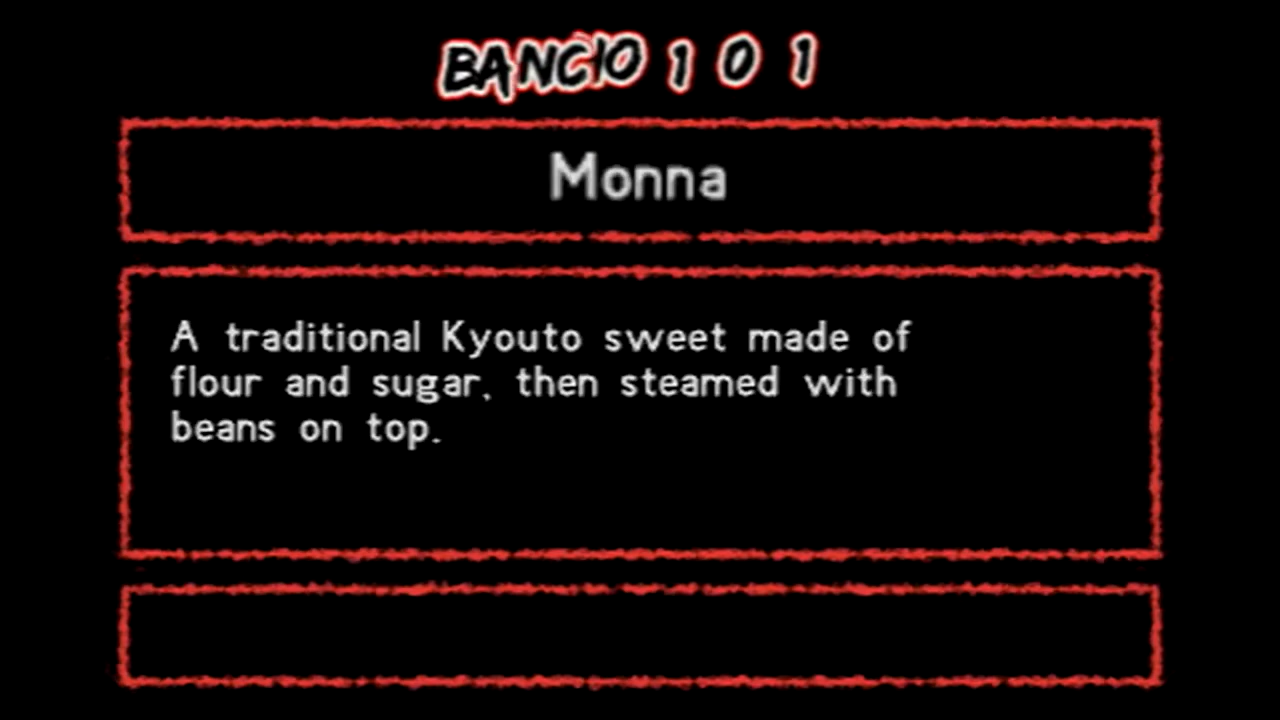 BANCIO 1 0 1
Monna
A traditional Kyouto sweet made of
flour and sugar, then steamed with
beans on top.